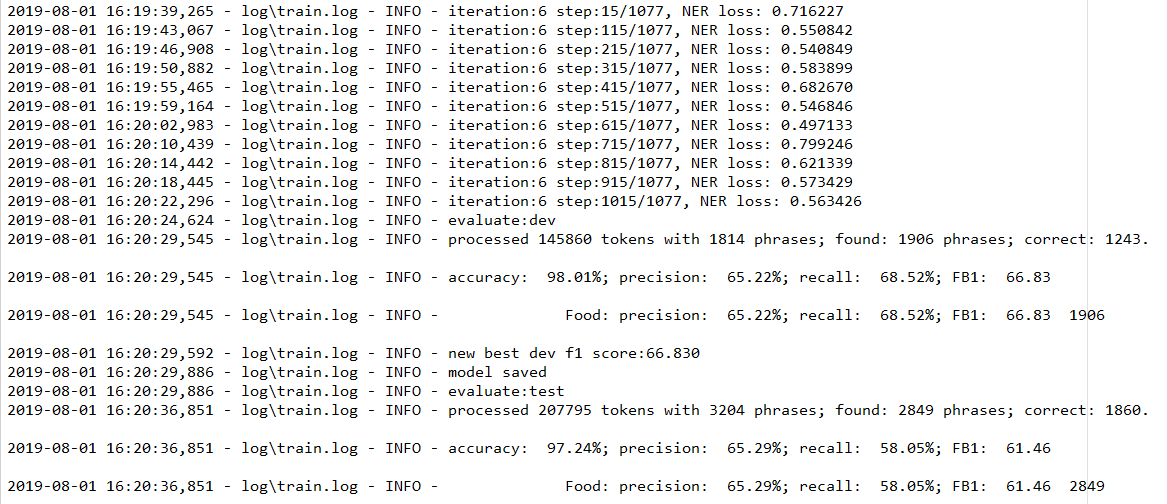 2019-08-01 16:19:39,265 - log\train.log - INFO - iteration:6 step:15/1077, NER loss: 0.716227
2019-08-01 16:19:43,067 - log\train.log - INFO - iteration:6 step:115/1077, NER loss: 0.550842
2019-08-01 16:19:46,908 - log\train.log - INFO - iteration:6 step:215/1077, NER loss: 0.540849
2019-08-01 16:19:50,882 - log\train.log - INFO - iteration:6 step:315/1077, NER loss: 0.583899
2019-08-01 16:19:55,465 - log\train.log - INFO - iteration:6 step:415/1077, NER loss: 0.682670
2019-08-01 16:19:59,164 - log\train.log - INFO - iteration:6 step:515/1077, NER loss: 0.546846
2019-08-01 16:20:02,983 - log\train.log - INFO - iteration:6 step:615/1077, NER loss: 0.497133
2019-08-01 16:20:10,439 - log\train.log - INFO - iteration:6 step:715/1077, NER loss: 0.799246
2019-08-01 16:20:14,442 - log\train.log - INFO - iteration:6 step:815/1077, NER loss: 0.621339
2019-08-01 16:20:18,445 - log\train.log - INFO - iteration:6 step:915/1077, NER loss: 0.573429
2019-08-01 16:20:22,296 - log\train.log - INFO - iteration:6 step:1015/1077, NER loss: 0.563426
2019-08-01 16:20:24,624 - log\train.log - INFO - evaluate:dev
2019-08-01 16:20:29,545 - log\train.log - INFO - processed 145860 tokens with 1814 phrases; found: 1906 phrases; correct: 1243.
2019-08-01 16:20:29,545 - log\train.log - INFO - accuracy:  98.01%; precision:  65.22%; recall:  68.52%; FB1:  66.83
2019-08-01 16:20:29,545 - log\train.log - INFO -              Food: precision:  65.22%; recall:  68.52%; FB1:  66.83  1906
2019-08-01 16:20:29,592 - log\train.log - INFO - new best dev f1 score:66.830
2019-08-01 16:20:29,886 - log\train.log - INFO - model saved
2019-08-01 16:20:29,886 - log\train.log - INFO - evaluate:test
2019-08-01 16:20:36,851 - log\train.log - INFO - processed 207795 tokens with 3204 phrases; found: 2849 phrases; correct: 1860.
2019-08-01 16:20:36,851 - log\train.log - INFO - accuracy:  97.24%; precision:  65.29%; recall:  58.05%; FB1:  61.46
2019-08-01 16:20:36,851 - log\train.log - INFO -              Food: precision:  65.29%; recall:  58.05%; FB1:  61.46  2849